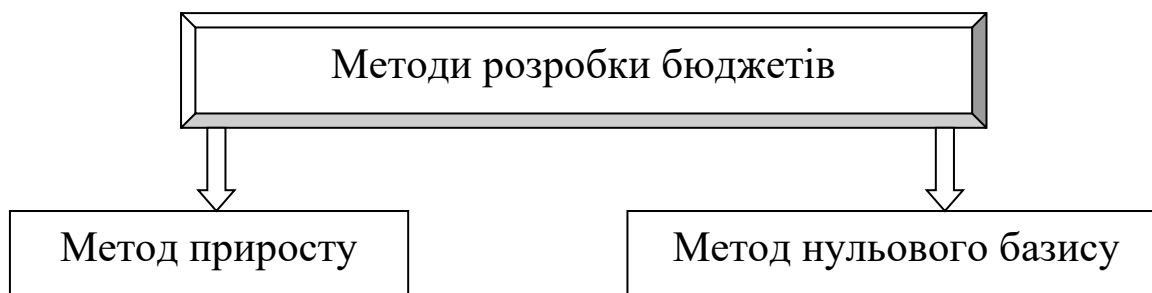 Методи розробки бюджетів
Метод приросту
Метод нульового базису